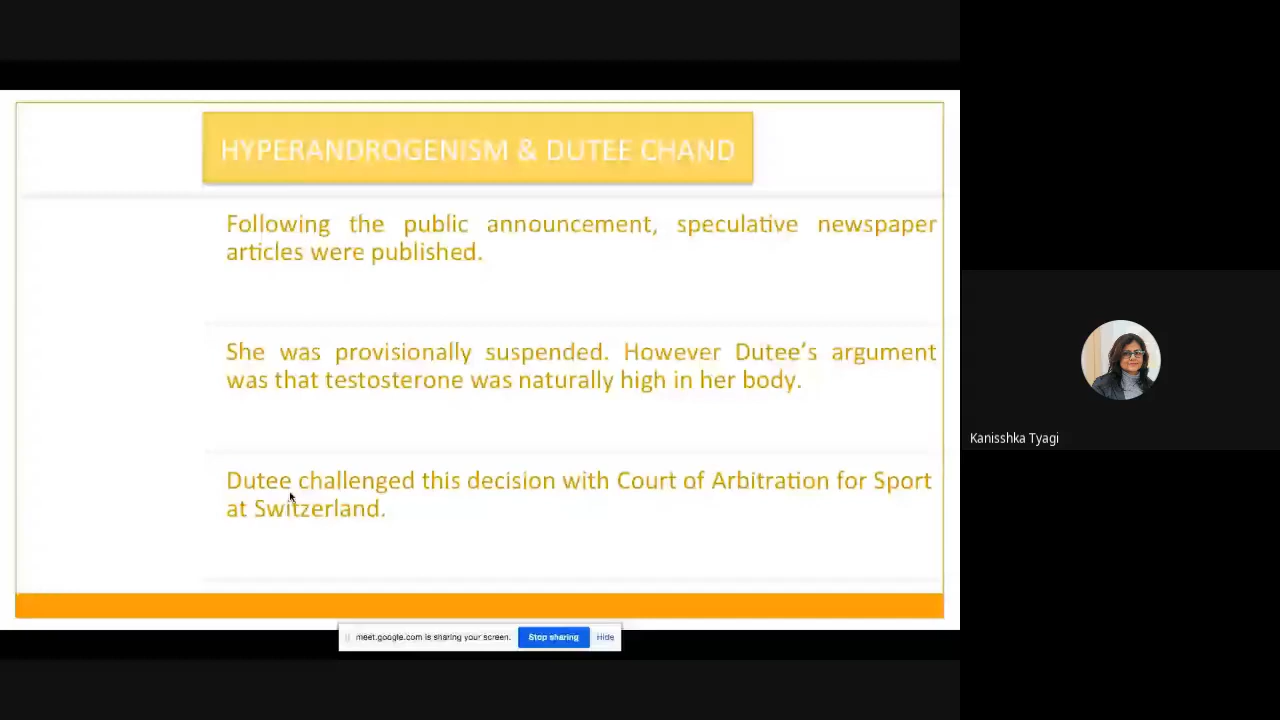 HYPERANDROGENISM & DUTEE CHAND
Following the public announcement, speculative newspaper
articles were published.
She was provisionally suspended. However Dutee’s argument
was that testosterone was naturally high in her body.
Dutee challenged this decision with Court of Arbitration for Sport
at Switzerland.
Kanisshka Tyagi
meet.google.com is sharing your screen. Stop sharing Hide